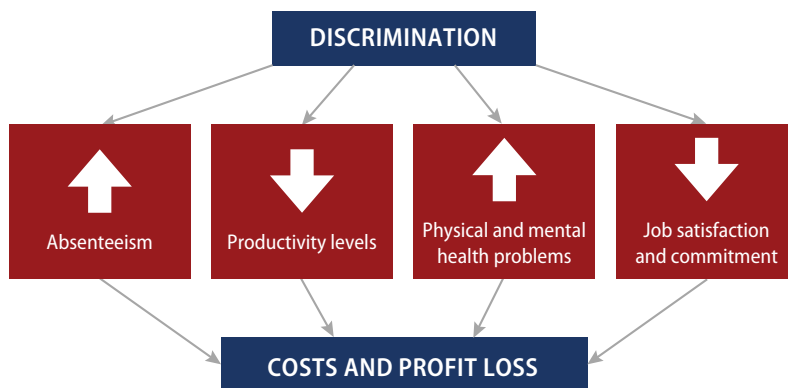 DISCRIMINATION
Absenteeism
Productivity levels
Physical and mental
health problems
Job satisfaction
and commitment
COSTS AND PROFIT LOSS